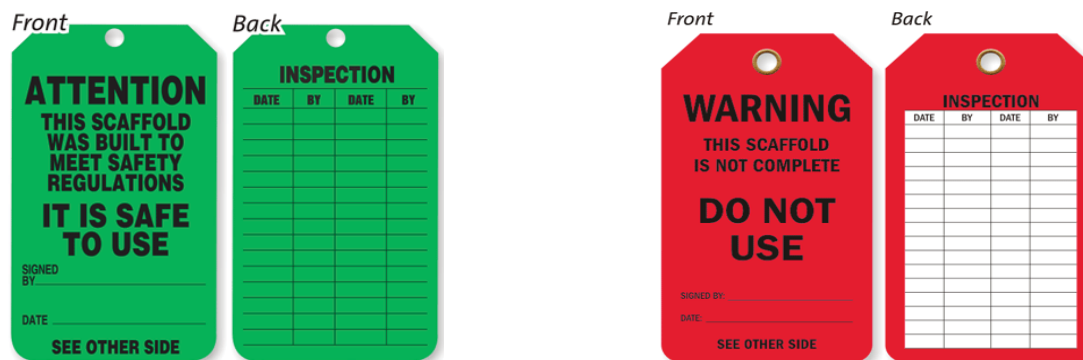 Front
ATTENTION
THIS SCAFFOLD
WAS BUILT TO
MEET SAFETY
REGULATIONS
IT IS SAFE
TO USE
SIGNED
BY
DATE
SEE OTHER SIDE
Back
INSPECTION
DATE BY DATE BY
Front
WARNING
THIS SCAFFOLD
IS NOT COMPLETE
DO NOT
USE
SIGNED BY:
DATE:
SEE OTHER SIDE
Back
INSPECTION
DATE BY DATE BY